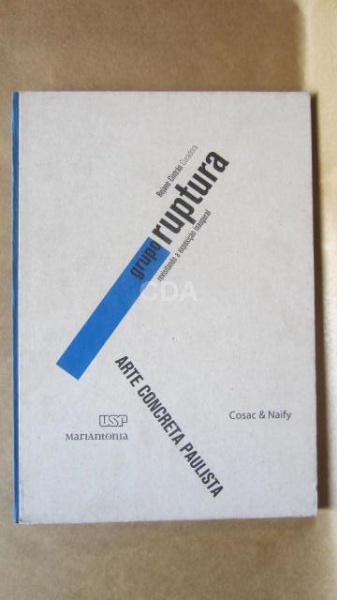 Rejane Cintrão Curadora
grupo ruptura
revisitando a exposição inaugural
CDA
ARTE CONCRETA PAULISTA
USP
MARIANTONIA
Cosac & Naify